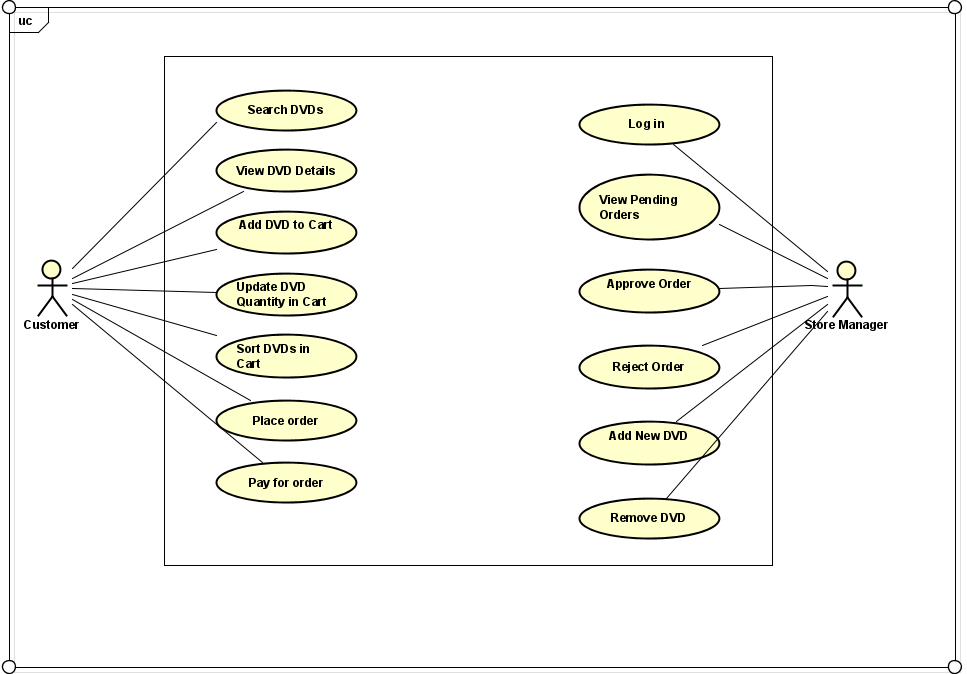 uc
Search DVDs
View DVD Details
Add DVD to Cart
Update DVD
Quantity in Cart
Sort DVDs in
Cart
Place order
Pay for order
Customer
Log in
View Pending
Orders
Approve Order
Reject Order
Add New DVD
Remove DVD
Store Manager